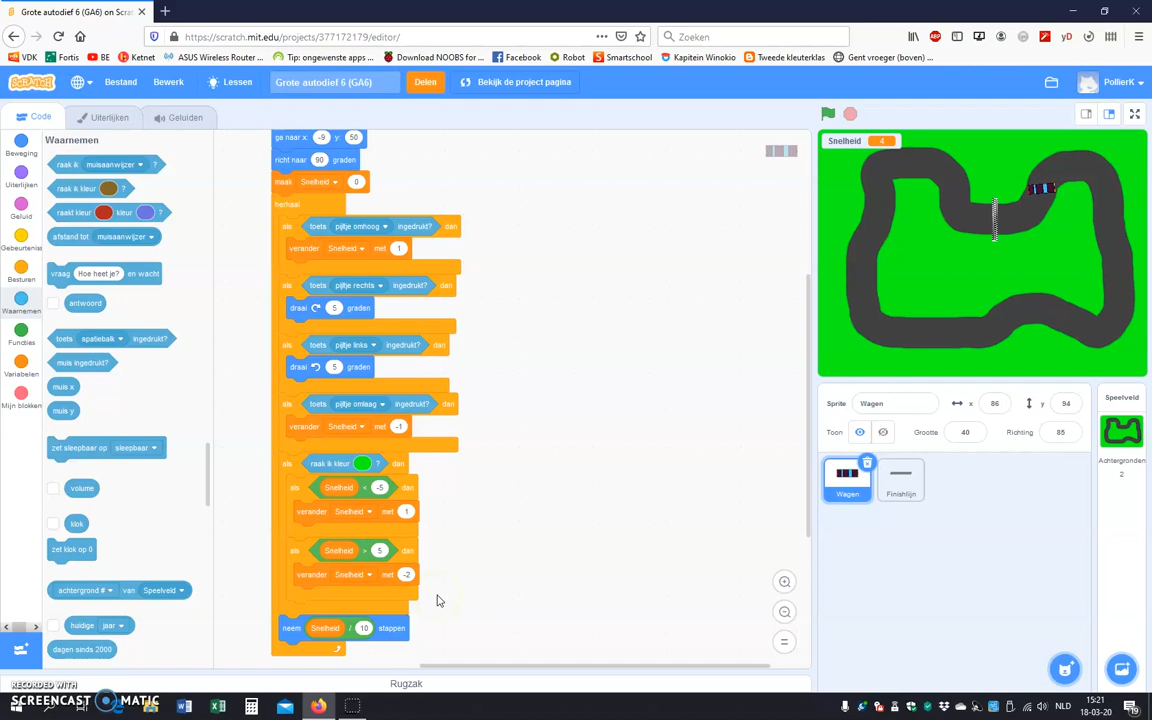 Grote autodief 6 (GA6) on Scra
https://scratch.mit.edu/projects/377172179/editor/
Zoeken
VDK
Fortis
BE
Ketnet
ASUS Wireless Router ...
Tip: ongewenste apps ...
Download NOOBS for ...
Facebook
Robot
Smartschool
Kapitein Winokio
B Tweede kleuterklas
Gent vroeger (boven) ...
SCRATCH
Bestand
Bewerk
Lessen
Grote autodief 6 (GA6)
Delen
Bekijk de project pagina
PollierK
Code
Uiterlijken
Geluiden
Beweging
Uiterlijken
Geluid
Gebeurteni
Besturen
Waarnemen
Functies
Variabelen
Mijn blokken
Waarnemen
raak ik muisaanwijzer ?
raak ik kleur ?
raakt kleur kleur ?
afstand tot muisaanwijzer
vraag Hoe heet je? en wacht
antwoord
toets spatiebalk ingedrukt?
muis ingedrukt?
muis x
muis y
zet sleepbaar op sleepbaar
volume
klok
zet klok op 0
achtergrond # van Speelveld
huidige jaar
dagen sinds 2000
ga naar x: -9 y: 50
richt naar 90 graden
maak Snelheid 0
herhaal
als toets pijltje omhoog ingedrukt? dan
verander Snelheid met 1
als toets pijltje rechts ingedrukt? dan
draai 5 graden
als toets pijltje links ingedrukt? dan
draai 5 graden
als toets pijltje omlaag ingedrukt? dan
verander Snelheid met -1
als raak ik kleur ? dan
als Snelheid < -5 dan
verander Snelheid met 1
als Snelheid > 5 dan
verander Snelheid met -2
neem Snelheid / 10 stappen
Snelheid 4
Sprite Wagen x 86 y 94
Toon Grootte 40 Richting 85
Wagen
Finishlijn
Speelveld
Achtergronden
2
Rugzak
RECORDED WITH
SCREENCAST MATIC
NLD
15:21
18-03-20
19